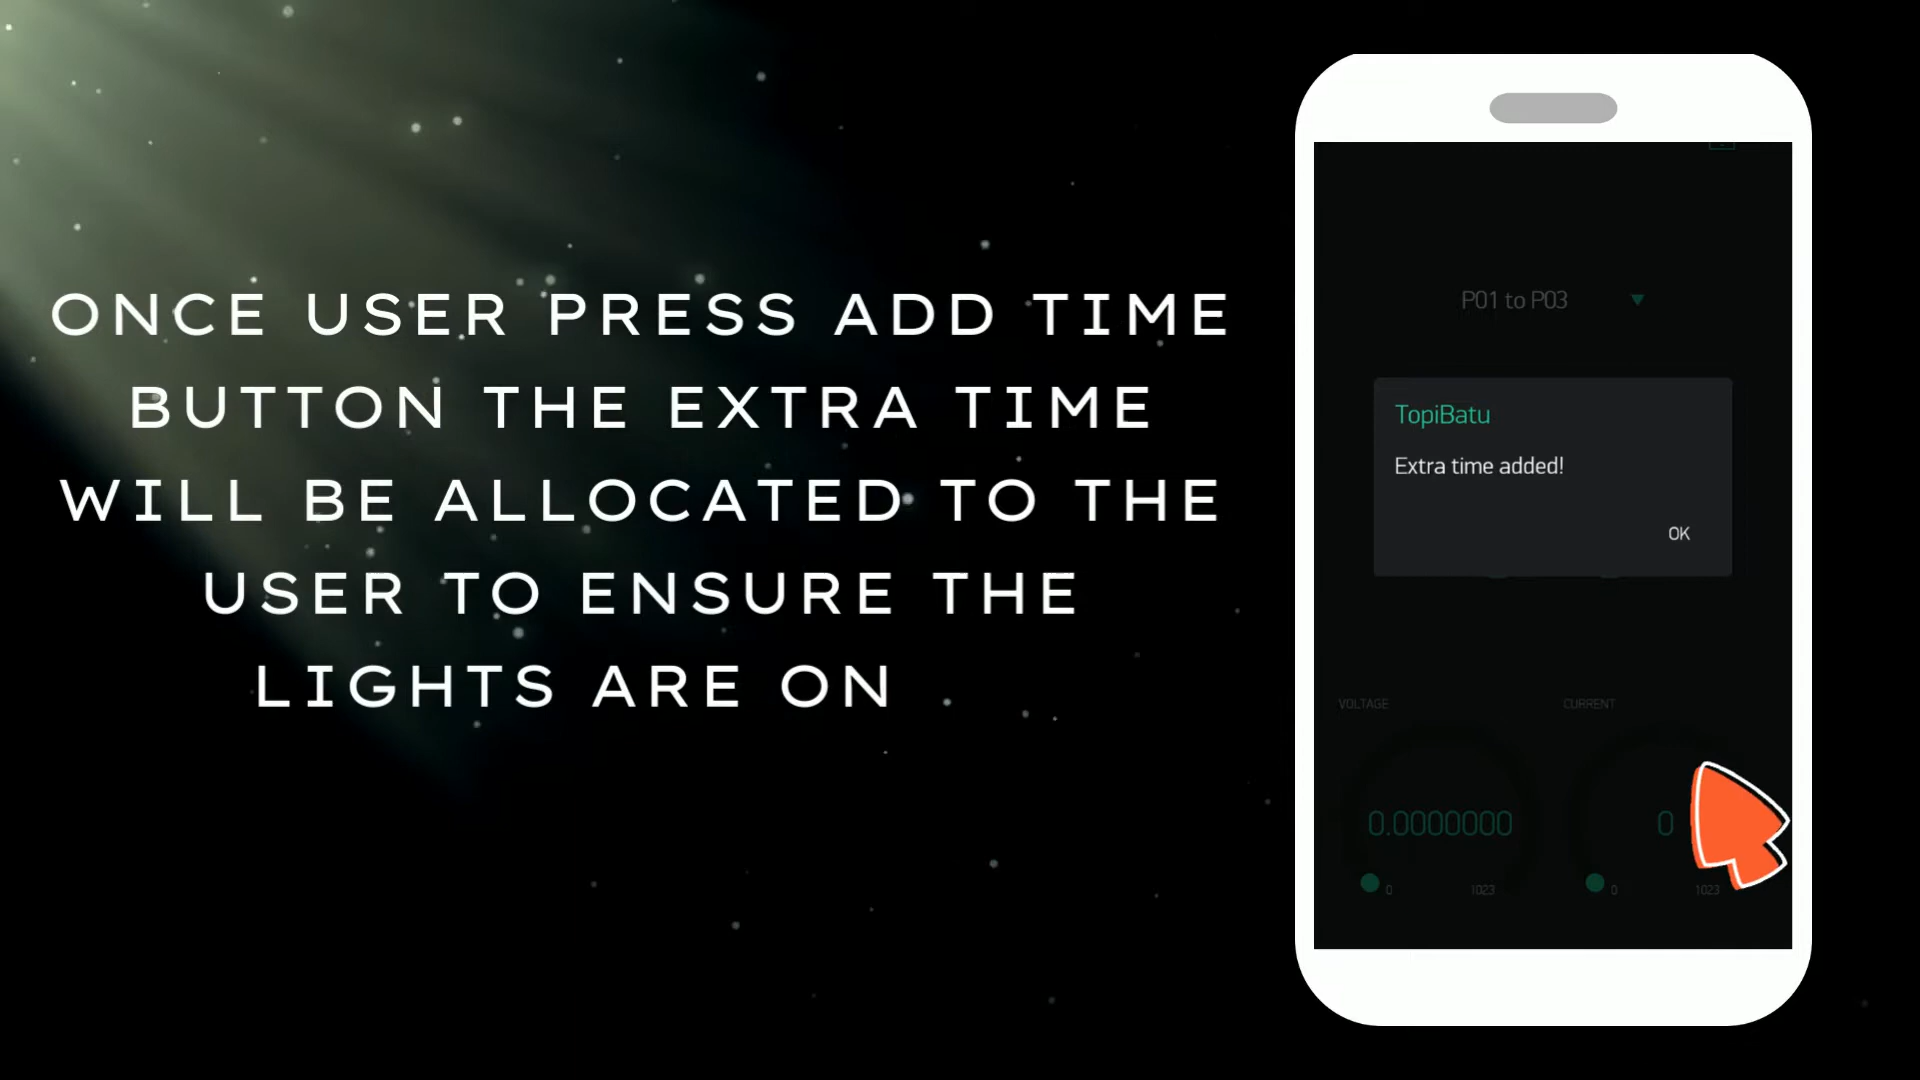 ONCE USER PRESS ADD TIME
BUTTON THE EXTRA TIME
WILL BE ALLOCATED TO THE
USER TO ENSURE THE
LIGHTS ARE ON
P01 to P03
TopiBatu
Extra time added!
OK
VOLTAGE CURRENT
0.0000000 0
0 1023 0 1023